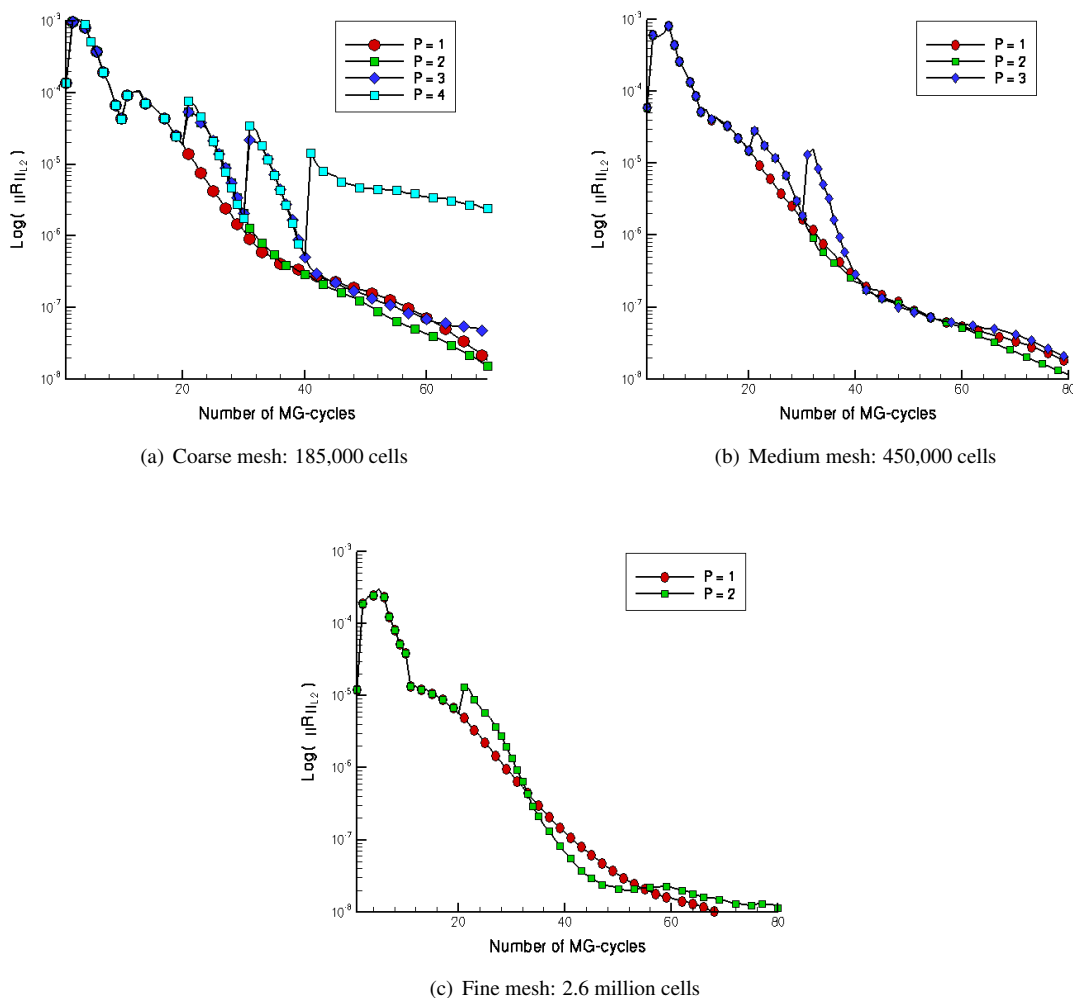 10⁻³
10⁻⁴
10⁻⁵
10⁻⁶
10⁻⁷
10⁻⁸
Log( ||R||L2 )
20 40 60
Number of MG-cycles
P = 1
P = 2
P = 3
P = 4
(a) Coarse mesh: 185,000 cells
10⁻³
10⁻⁴
10⁻⁵
10⁻⁶
10⁻⁷
10⁻⁸
Log( ||R||L2 )
20 40 60 80
Number of MG-cycles
P = 1
P = 2
P = 3
(b) Medium mesh: 450,000 cells
10⁻³
10⁻⁴
10⁻⁵
10⁻⁶
10⁻⁷
10⁻⁸
Log( ||R||L2 )
20 40 60 80
Number of MG-cycles
P = 1
P = 2
(c) Fine mesh: 2.6 million cells